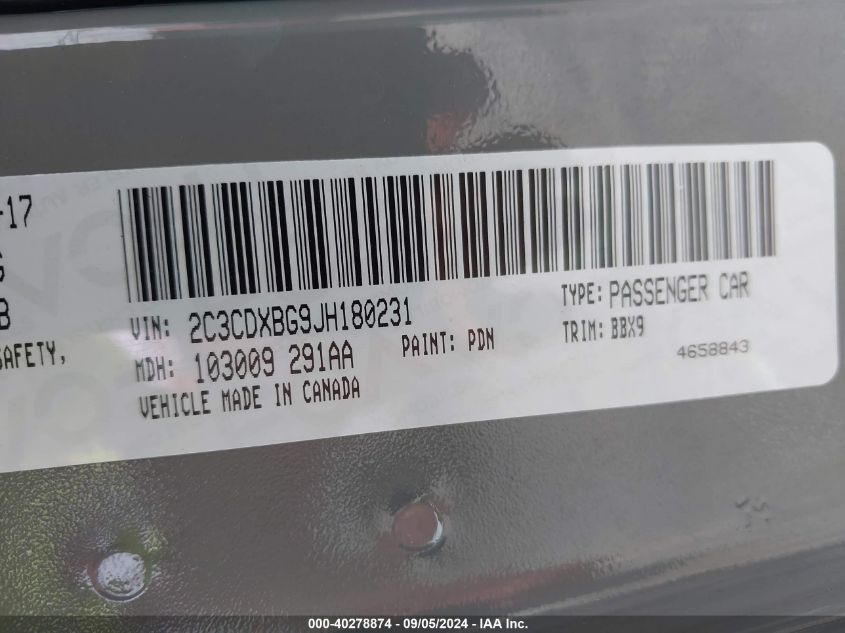 -17
B
SAFETY,
VIN: 2C3CDXBG9JH180231
TYPE: PASSENGER CAR
MDH: 103009 291AA
PAINT: PDN
TRIM: BBX9
VEHICLE MADE IN CANADA
4658843
000-40278874 - 09/05/2024 - IAA Inc.